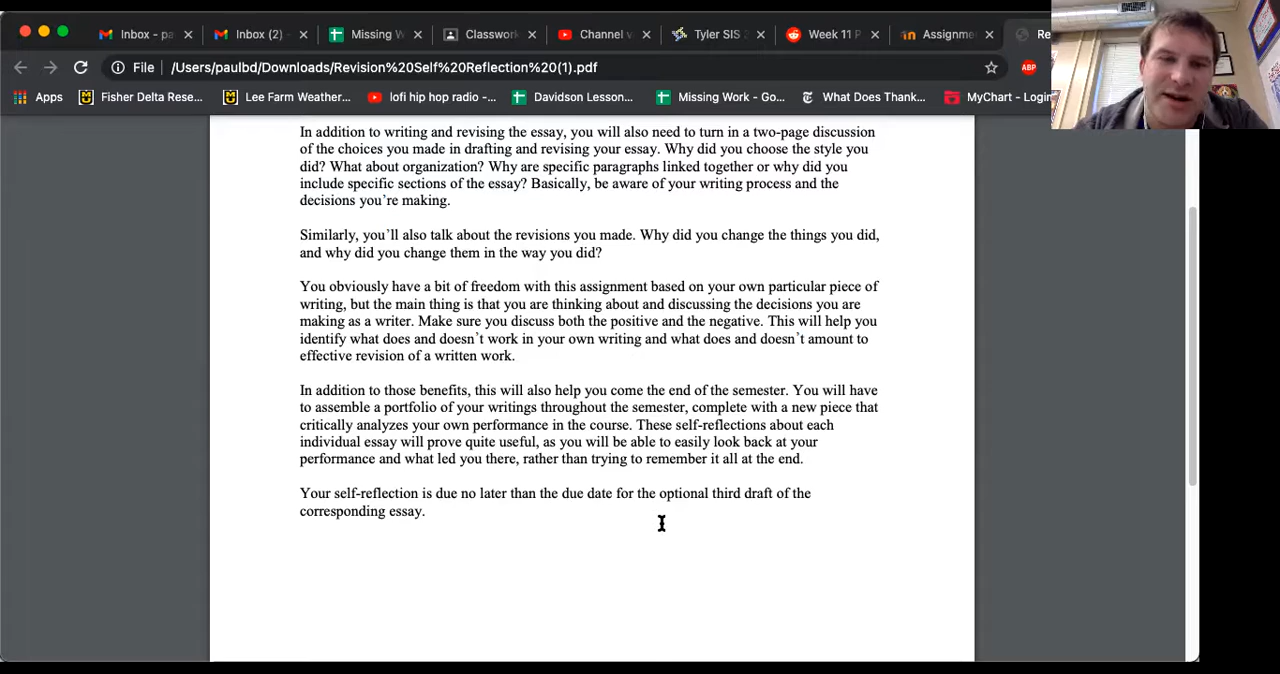 Inbox - pa
Inbox (2) -
Missing W
Classwork
Channel v
Tyler SIS
Week 11 P
Assignme
Re
File /Users/paulbd/Downloads/Revision%20Self%20Reflection%20(1).pdf
ABP
Apps
Fisher Delta Rese...
Lee Farm Weather...
lofi hip hop radio -...
Davidson Lesson...
Missing Work - Go...
What Does Thank...
MyChart - Login
In addition to writing and revising the essay, you will also need to turn in a two-page discussion
of the choices you made in drafting and revising your essay. Why did you choose the style you
did? What about organization? Why are specific paragraphs linked together or why did you
include specific sections of the essay? Basically, be aware of your writing process and the
decisions you’re making.
Similarly, you’ll also talk about the revisions you made. Why did you change the things you did,
and why did you change them in the way you did?
You obviously have a bit of freedom with this assignment based on your own particular piece of
writing, but the main thing is that you are thinking about and discussing the decisions you are
making as a writer. Make sure you discuss both the positive and the negative. This will help you
identify what does and doesn’t work in your own writing and what does and doesn’t amount to
effective revision of a written work.
In addition to those benefits, this will also help you come the end of the semester. You will have
to assemble a portfolio of your writings throughout the semester, complete with a new piece that
critically analyzes your own performance in the course. These self-reflections about each
individual essay will prove quite useful, as you will be able to easily look back at your
performance and what led you there, rather than trying to remember it all at the end.
Your self-reflection is due no later than the due date for the optional third draft of the
corresponding essay.